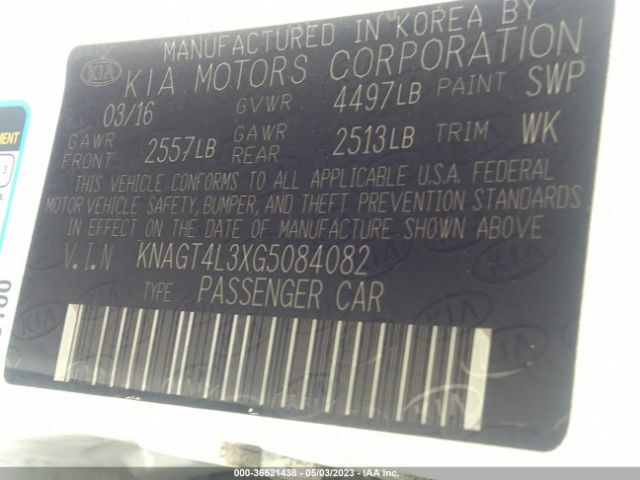 MANUFACTURED IN KOREA BY
KIA KIA MOTORS CORPORATION
03/16 GVWR 4497LB PAINT SWP
GAWR FRONT 2557LB GAWR REAR 2513LB TRIM WK
THIS VEHICLE CONFORMS TO ALL APPLICABLE U.S.A. FEDERAL
MOTOR VEHICLE SAFETY, BUMPER, AND THEFT PREVENTION STANDARDS
IN EFFECT ON THE DATE OF MANUFACTURE SHOWN ABOVE
V.I.N KNAGT4L3XG5084082
TYPE PASSENGER CAR
000-36521438 - 05/03/2023 - IAA Inc.